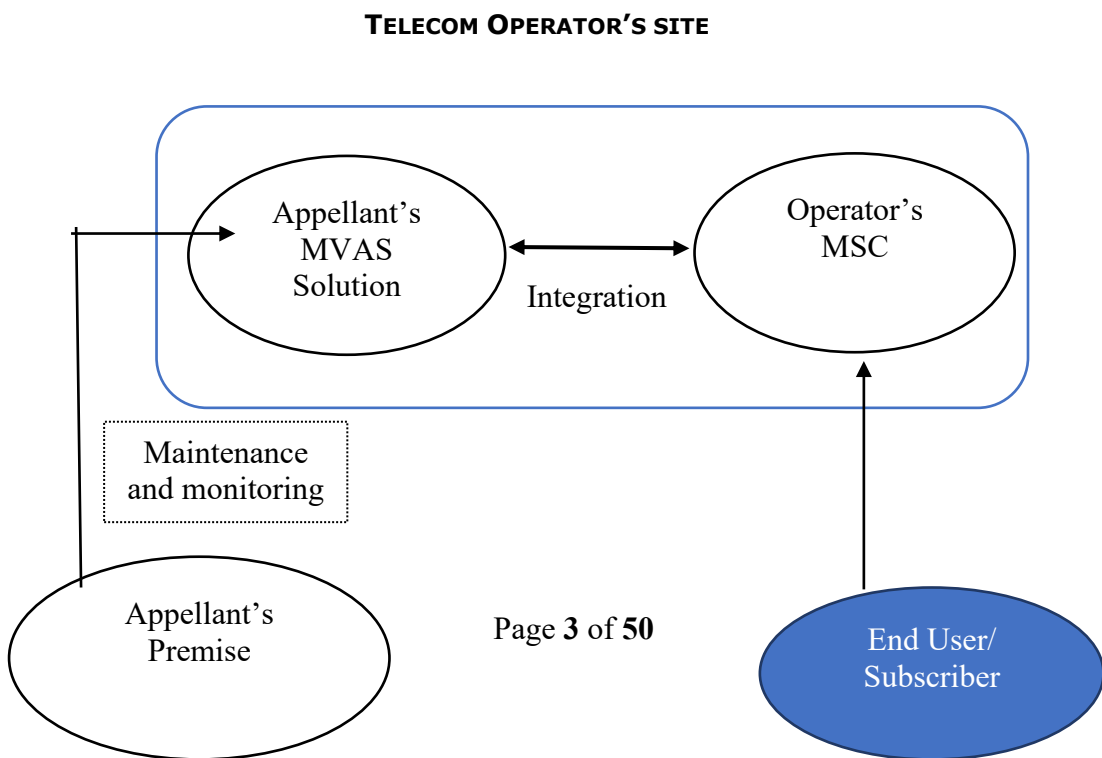 TELECOM OPERATOR’S SITE
Appellant’s
MVAS
Solution
Integration
Operator’s
MSC
Maintenance
and monitoring
Appellant’s
Premise
Page 3 of 50
End User/
Subscriber